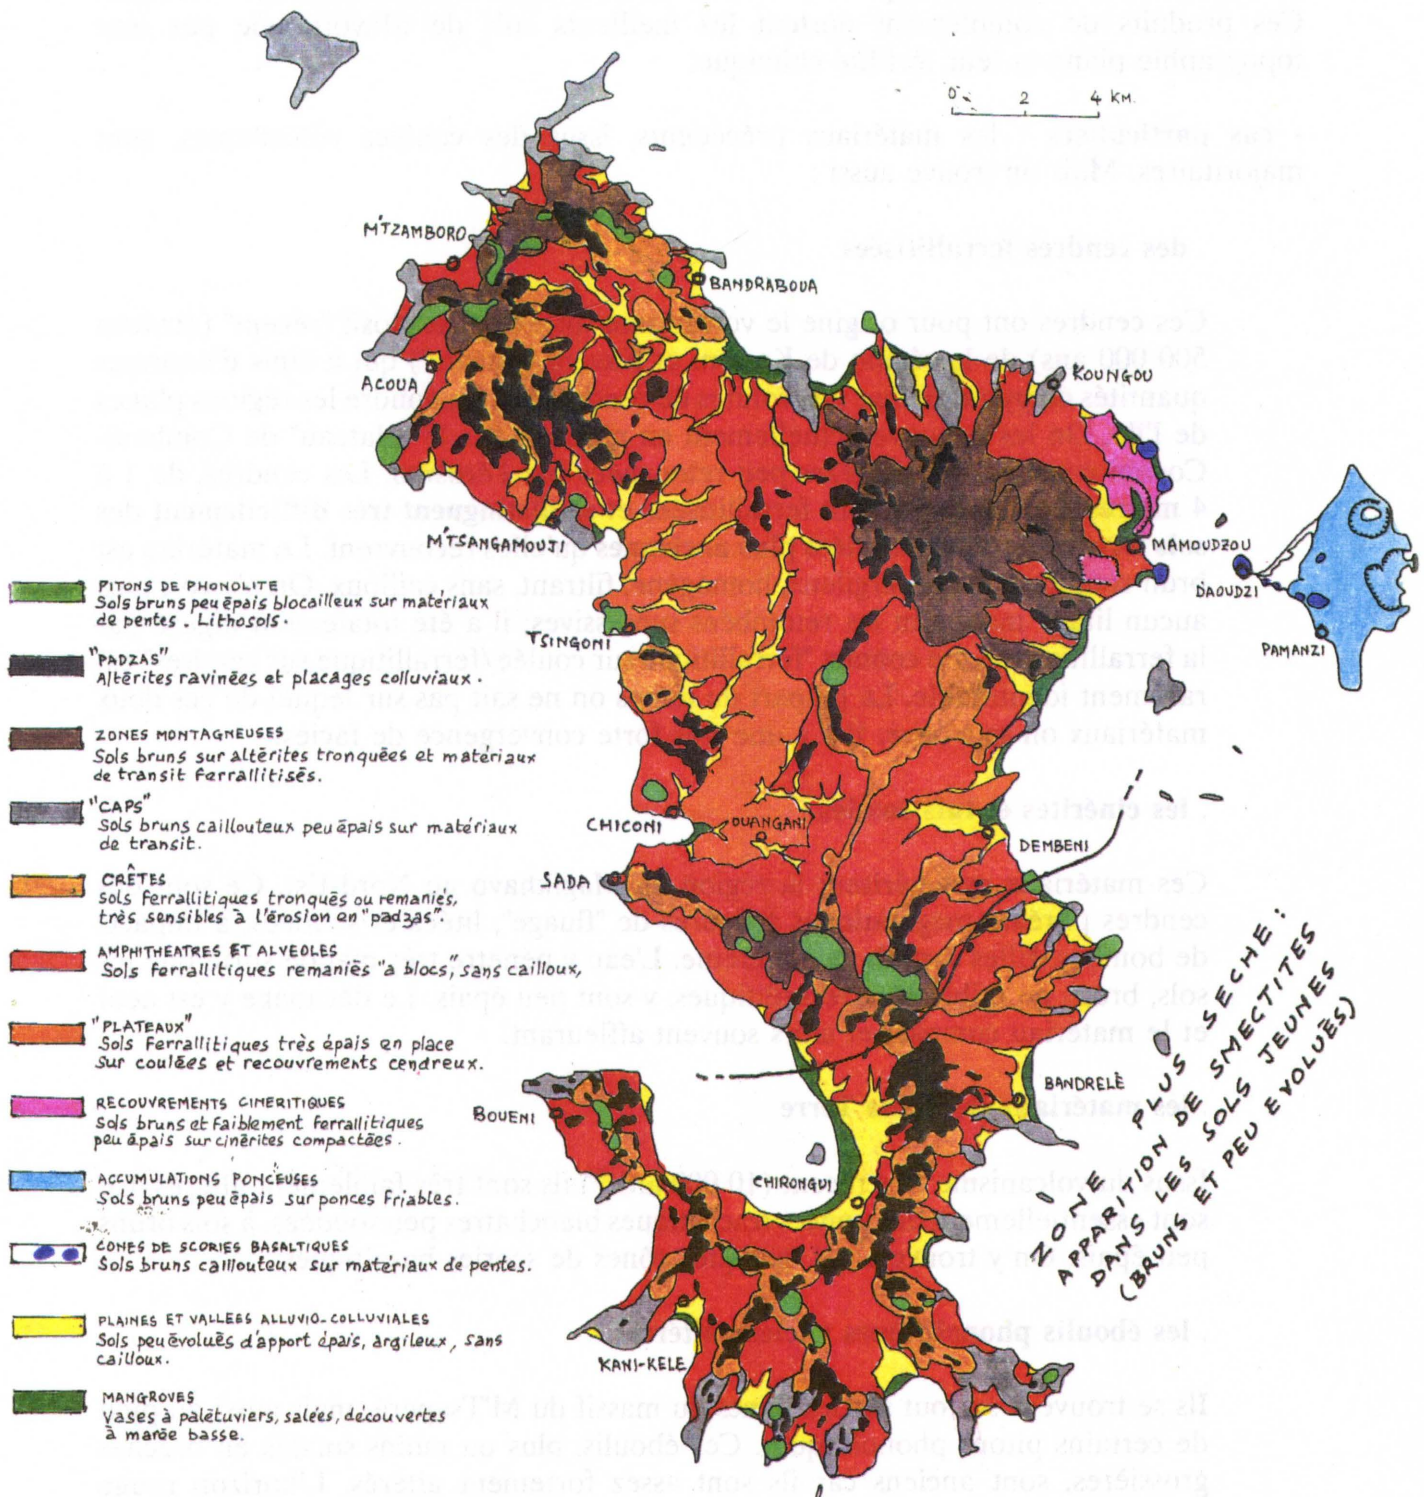 0 2 4 KM.
M'TZAMBORO
BANDRABOUA
ACOUA
KOUNGOU
M'TSANGAMOUJI
MAMOUDZOU
DAOUDZI
PAMANZI
TSINGONI
CHICONI
OUANGANI
DEMBENI
SADA
BANDRELÈ
BOUENI
CHIRONGUI
KANI-KELE
PITONS DE PHONOLITE
Sols bruns peu épais blocailleux sur matériaux
de pentes. Lithosols.
"PADZAS"
Altérites ravinées et placages colluviaux.
ZONES MONTAGNEUSES
Sols bruns sur altérites tronquées et matériaux
de transit ferrallitisés.
"CAPS"
Sols bruns caillouteux peu épais sur matériaux
de transit.
CRÊTES
Sols ferrallitiques tronqués ou remaniés,
très sensibles à l'érosion en "padzas".
AMPHITHEATRES ET ALVEOLES
Sols ferrallitiques remaniés "à blocs", sans cailloux,
"PLATEAUX"
Sols Ferrallitiques très épais en place
Sur coulées et recouvrements cendreux.
RECOUVREMENTS CINERITIQUES
Sols bruns et faiblement ferrallitiques
peu épais sur cinérites compactées.
ACCUMULATIONS PONCEUSES
Sols bruns peu épais sur ponces friables.
CONES DE SCORIES BASALTIQUES
Sols bruns caillouteux sur matériaux de pentes.
PLAINES ET VALLEES ALLUVIO-COLLUVIALES
Sols peu évolués d'apport épais, argileux, sans
cailloux.
MANGROVES
Vases à palétuviers, salées, découvertes
à marée basse.
ZONE PLUS SECHE :
APPARITION DE SMECTITES
DANS LES SOLS JEUNES
(BRUNS ET PEU EVOLUÈS)